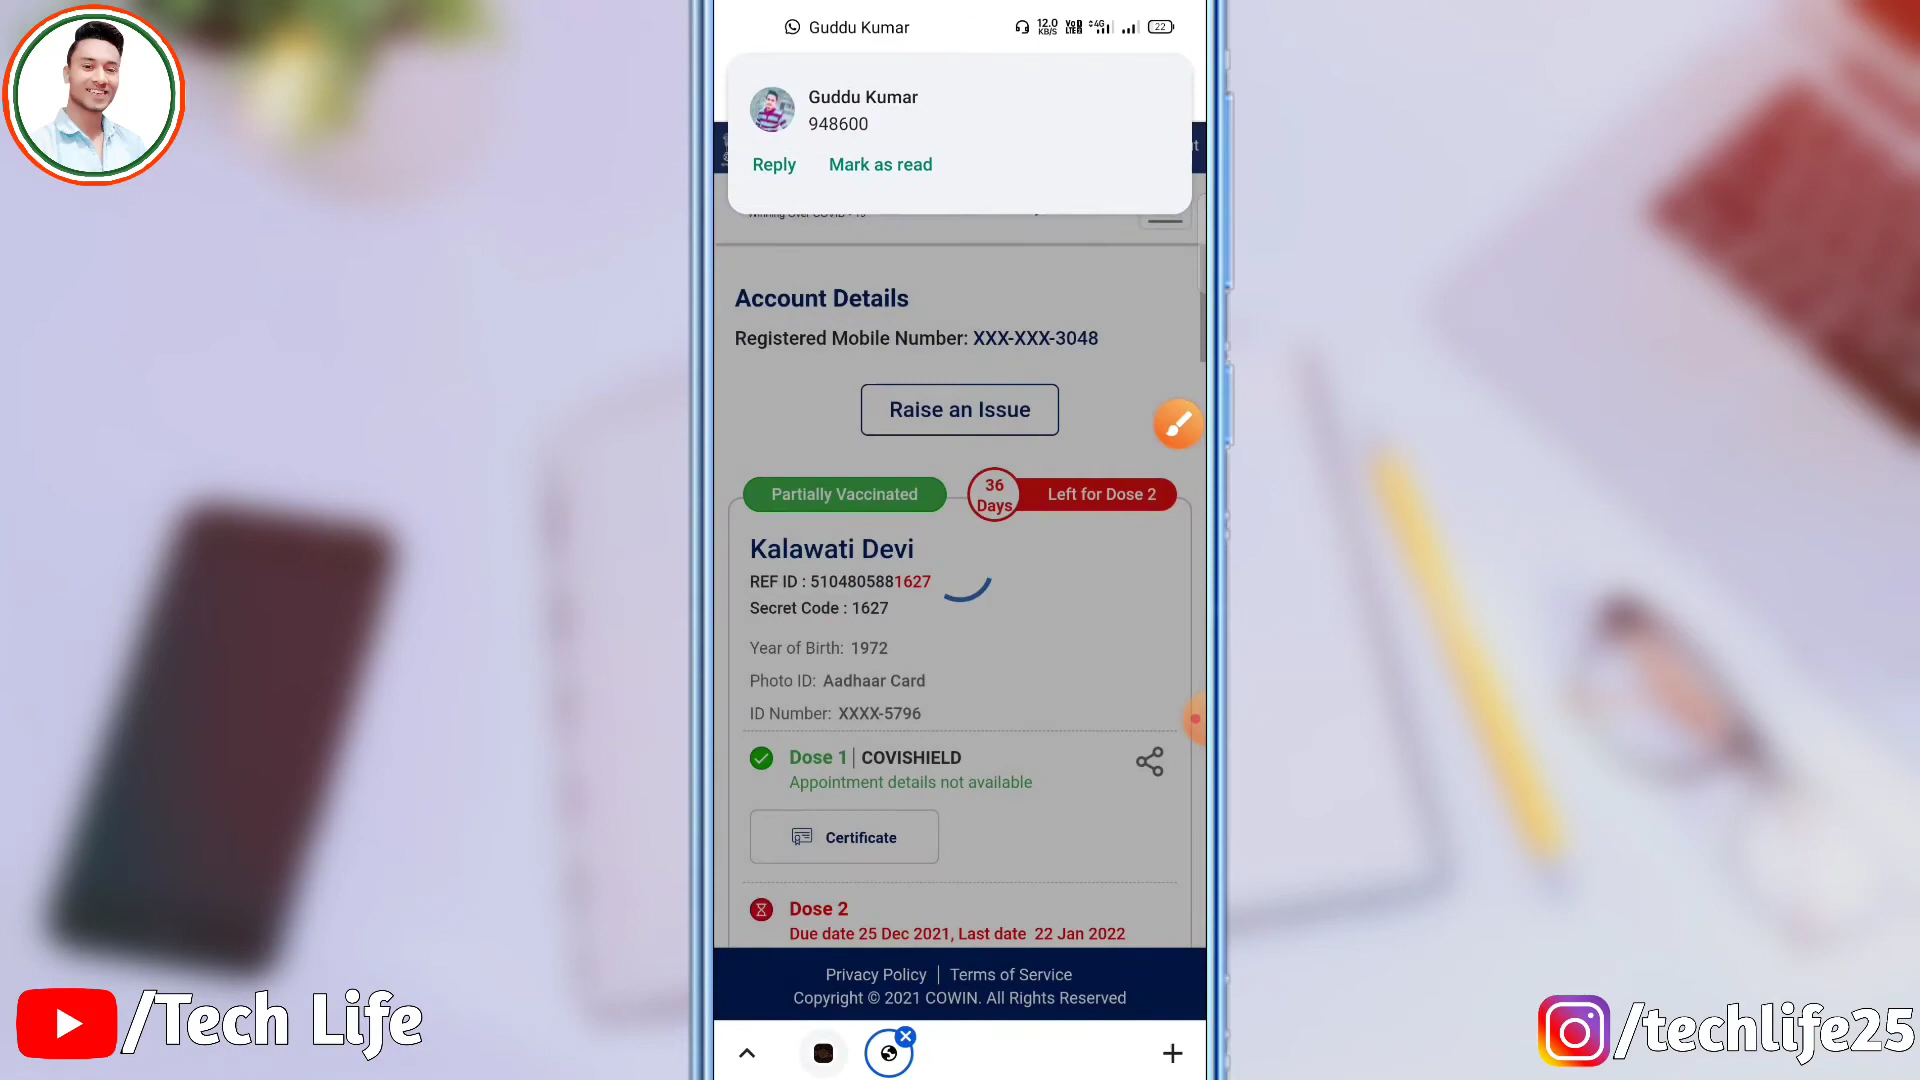 Guddu Kumar
12.0
KB/S
VoD
LTE
4G
22
Guddu Kumar
948600
Reply Mark as read
Account Details
Registered Mobile Number: XXX-XXX-3048
Raise an Issue
Partially Vaccinated
36
Days
Left for Dose 2
Kalawati Devi
REF ID : 5104805881627
Secret Code : 1627
Year of Birth: 1972
Photo ID: Aadhaar Card
ID Number: XXXX-5796
Dose 1 | COVISHIELD
Appointment details not available
Certificate
Dose 2
Due date 25 Dec 2021, Last date 22 Jan 2022
Privacy Policy | Terms of Service
Copyright © 2021 COWIN. All Rights Reserved
/Tech Life
/techlife25